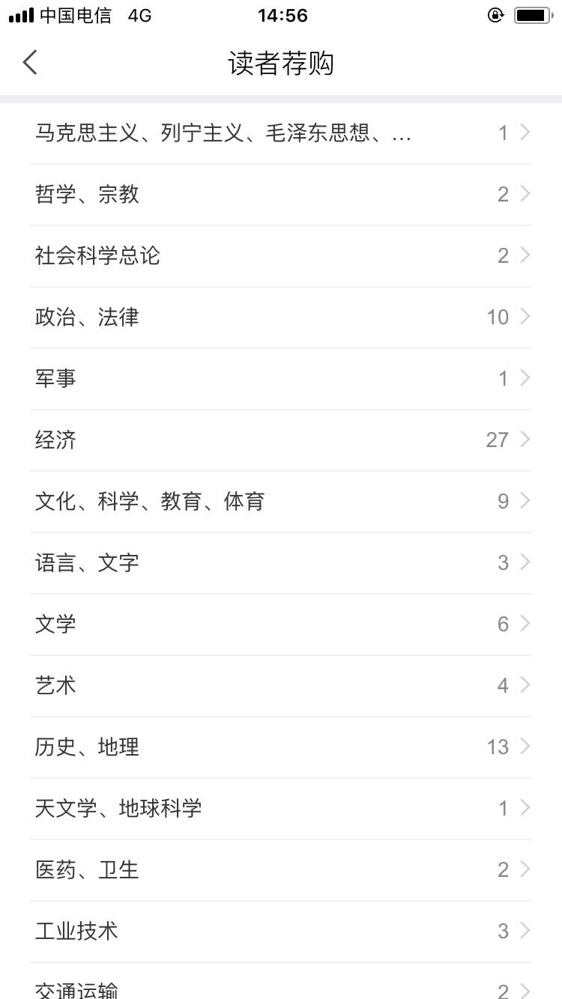 中国电信 4G 14:56
读者荐购
马克思主义、列宁主义、毛泽东思想、... 1
哲学、宗教 2
社会科学总论 2
政治、法律 10
军事 1
经济 27
文化、科学、教育、体育 9
语言、文字 3
文学 6
艺术 4
历史、地理 13
天文学、地球科学 1
医药、卫生 2
工业技术 3
交通运输 2